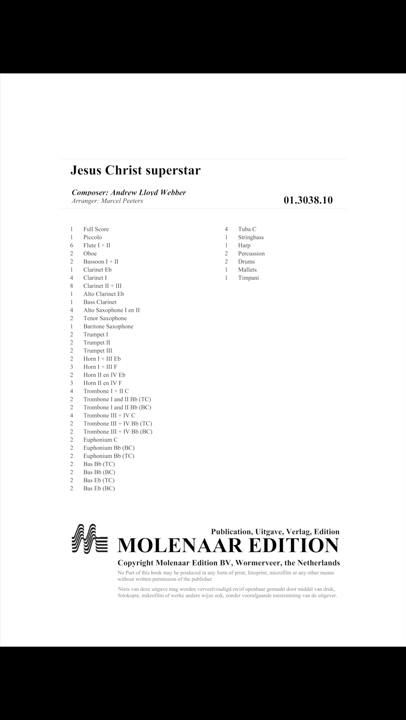 Jesus Christ superstar
Composer: Andrew Lloyd Webber
Arranger: Marcel Peeters
01.3038.10
1 Full Score
1 Piccolo
6 Flute I + II
2 Oboe
2 Bassoon I + II
1 Clarinet Eb
4 Clarinet I
8 Clarinet II + III
1 Alto Clarinet Eb
1 Bass Clarinet
4 Alto Saxophone I en II
2 Tenor Saxophone
1 Baritone Saxophone
2 Trumpet I
2 Trumpet II
2 Trumpet III
2 Horn I + III Eb
3 Horn I + III F
2 Horn II en IV Eb
3 Horn II en IV F
4 Trombone I + II C
2 Trombone I and II Bb (TC)
2 Trombone I and II Bb (BC)
4 Trombone III + IV C
2 Trombone III + IV Bb (TC)
2 Trombone III + IV Bb (BC)
2 Euphonium C
2 Euphonium Bb (BC)
2 Euphonium Bb (TC)
2 Bas Bb (TC)
2 Bas Bb (BC)
2 Bas Eb (TC)
2 Bas Eb (BC)
4 Tuba C
1 Stringbass
1 Harp
2 Percussion
2 Drums
1 Mallets
1 Timpani
Publication, Uitgave, Verlag, Edition
MOLENAAR EDITION
Copyright Molenaar Edition BV, Wormerveer, the Netherlands
No Part of this book may be produced in any form of print, fotoprint, microfilm or any other means
without written permission of the publisher
Niets van deze uitgave mag worden verveelvoudigd en/of openbaar gemaakt door middel van druk,
fotokopie, mikrofilm of welke andere wijze ook, zonder voorafgaande toestemming van de uitgever.